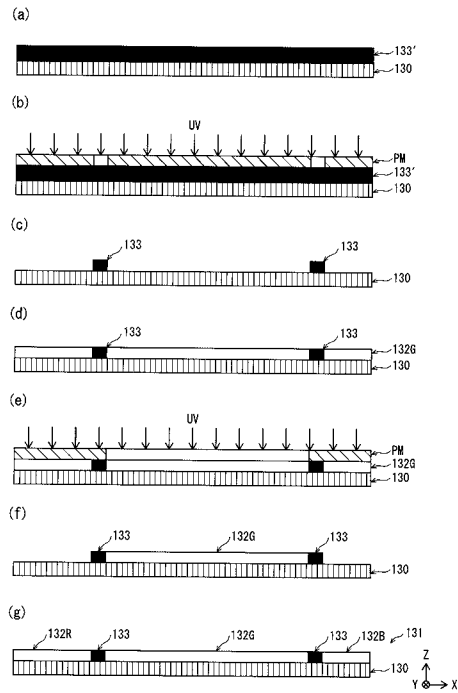 (a)
133′
130
(b)
UV
PM
133′
130
(c)
133
133
130
(d)
133
133
132G
130
(e)
UV
PM
132G
130
(f)
133
132G
133
130
(g)
132R
133
132G
133
132B
131
130
Z
Y
X